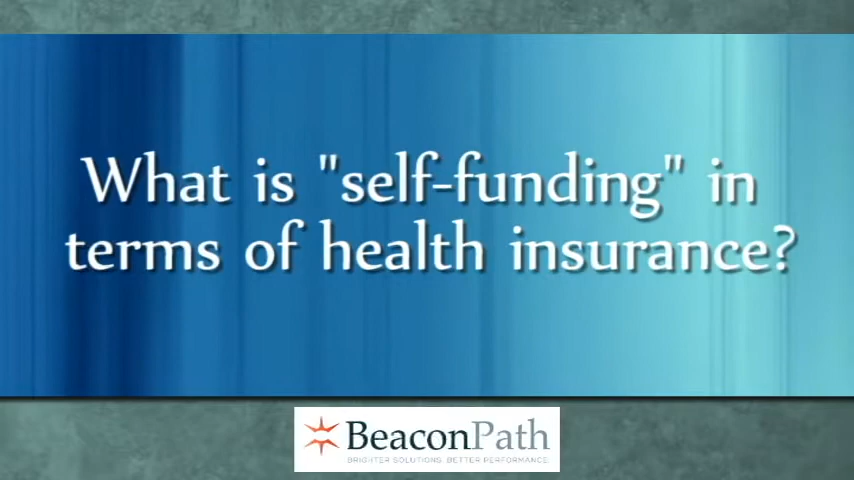 What is "self-funding" in
terms of health insurance?
BeaconPath
BRIGHTER SOLUTIONS. BETTER PERFORMANCE.